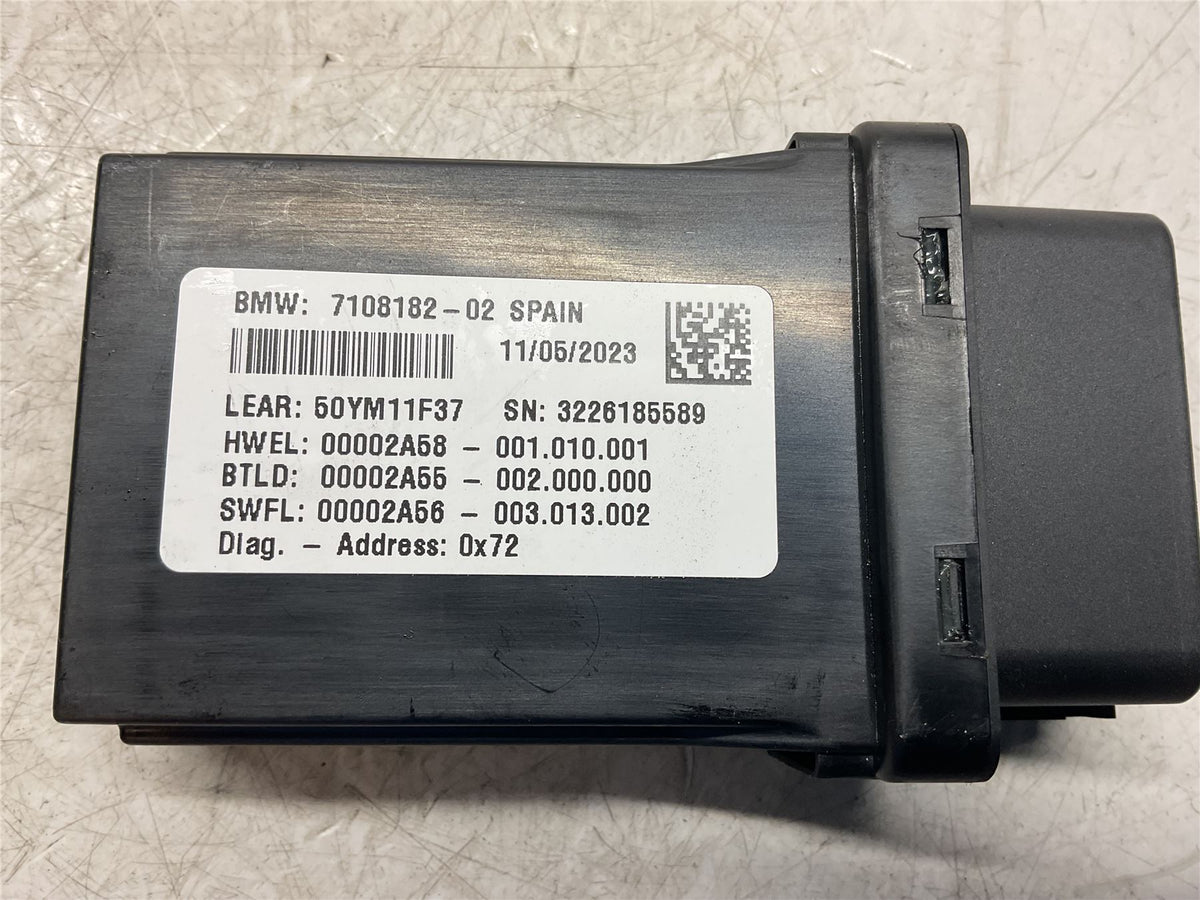 BMW: 7108182-02 SPAIN
11/05/2023
LEAR: 50YM11F37 SN: 3226185589
HWEL: 00002A58 - 001.010.001
BTLD: 00002A55 - 002.000.000
SWFL: 00002A56 - 003.013.002
Diag. - Address: 0x72